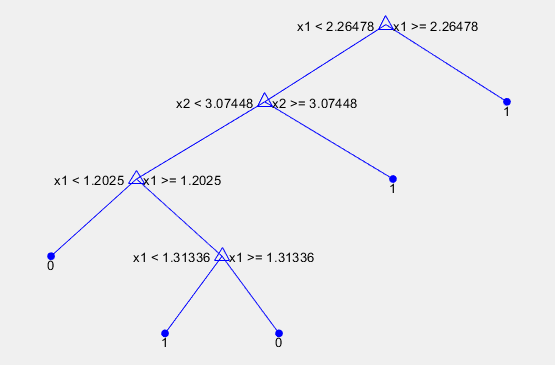 x1 < 2.26478 x1 >= 2.26478
x2 < 3.07448 x2 >= 3.07448
1
x1 < 1.2025 x1 >= 1.2025
1
x1 < 1.31336 x1 >= 1.31336
0
1 0